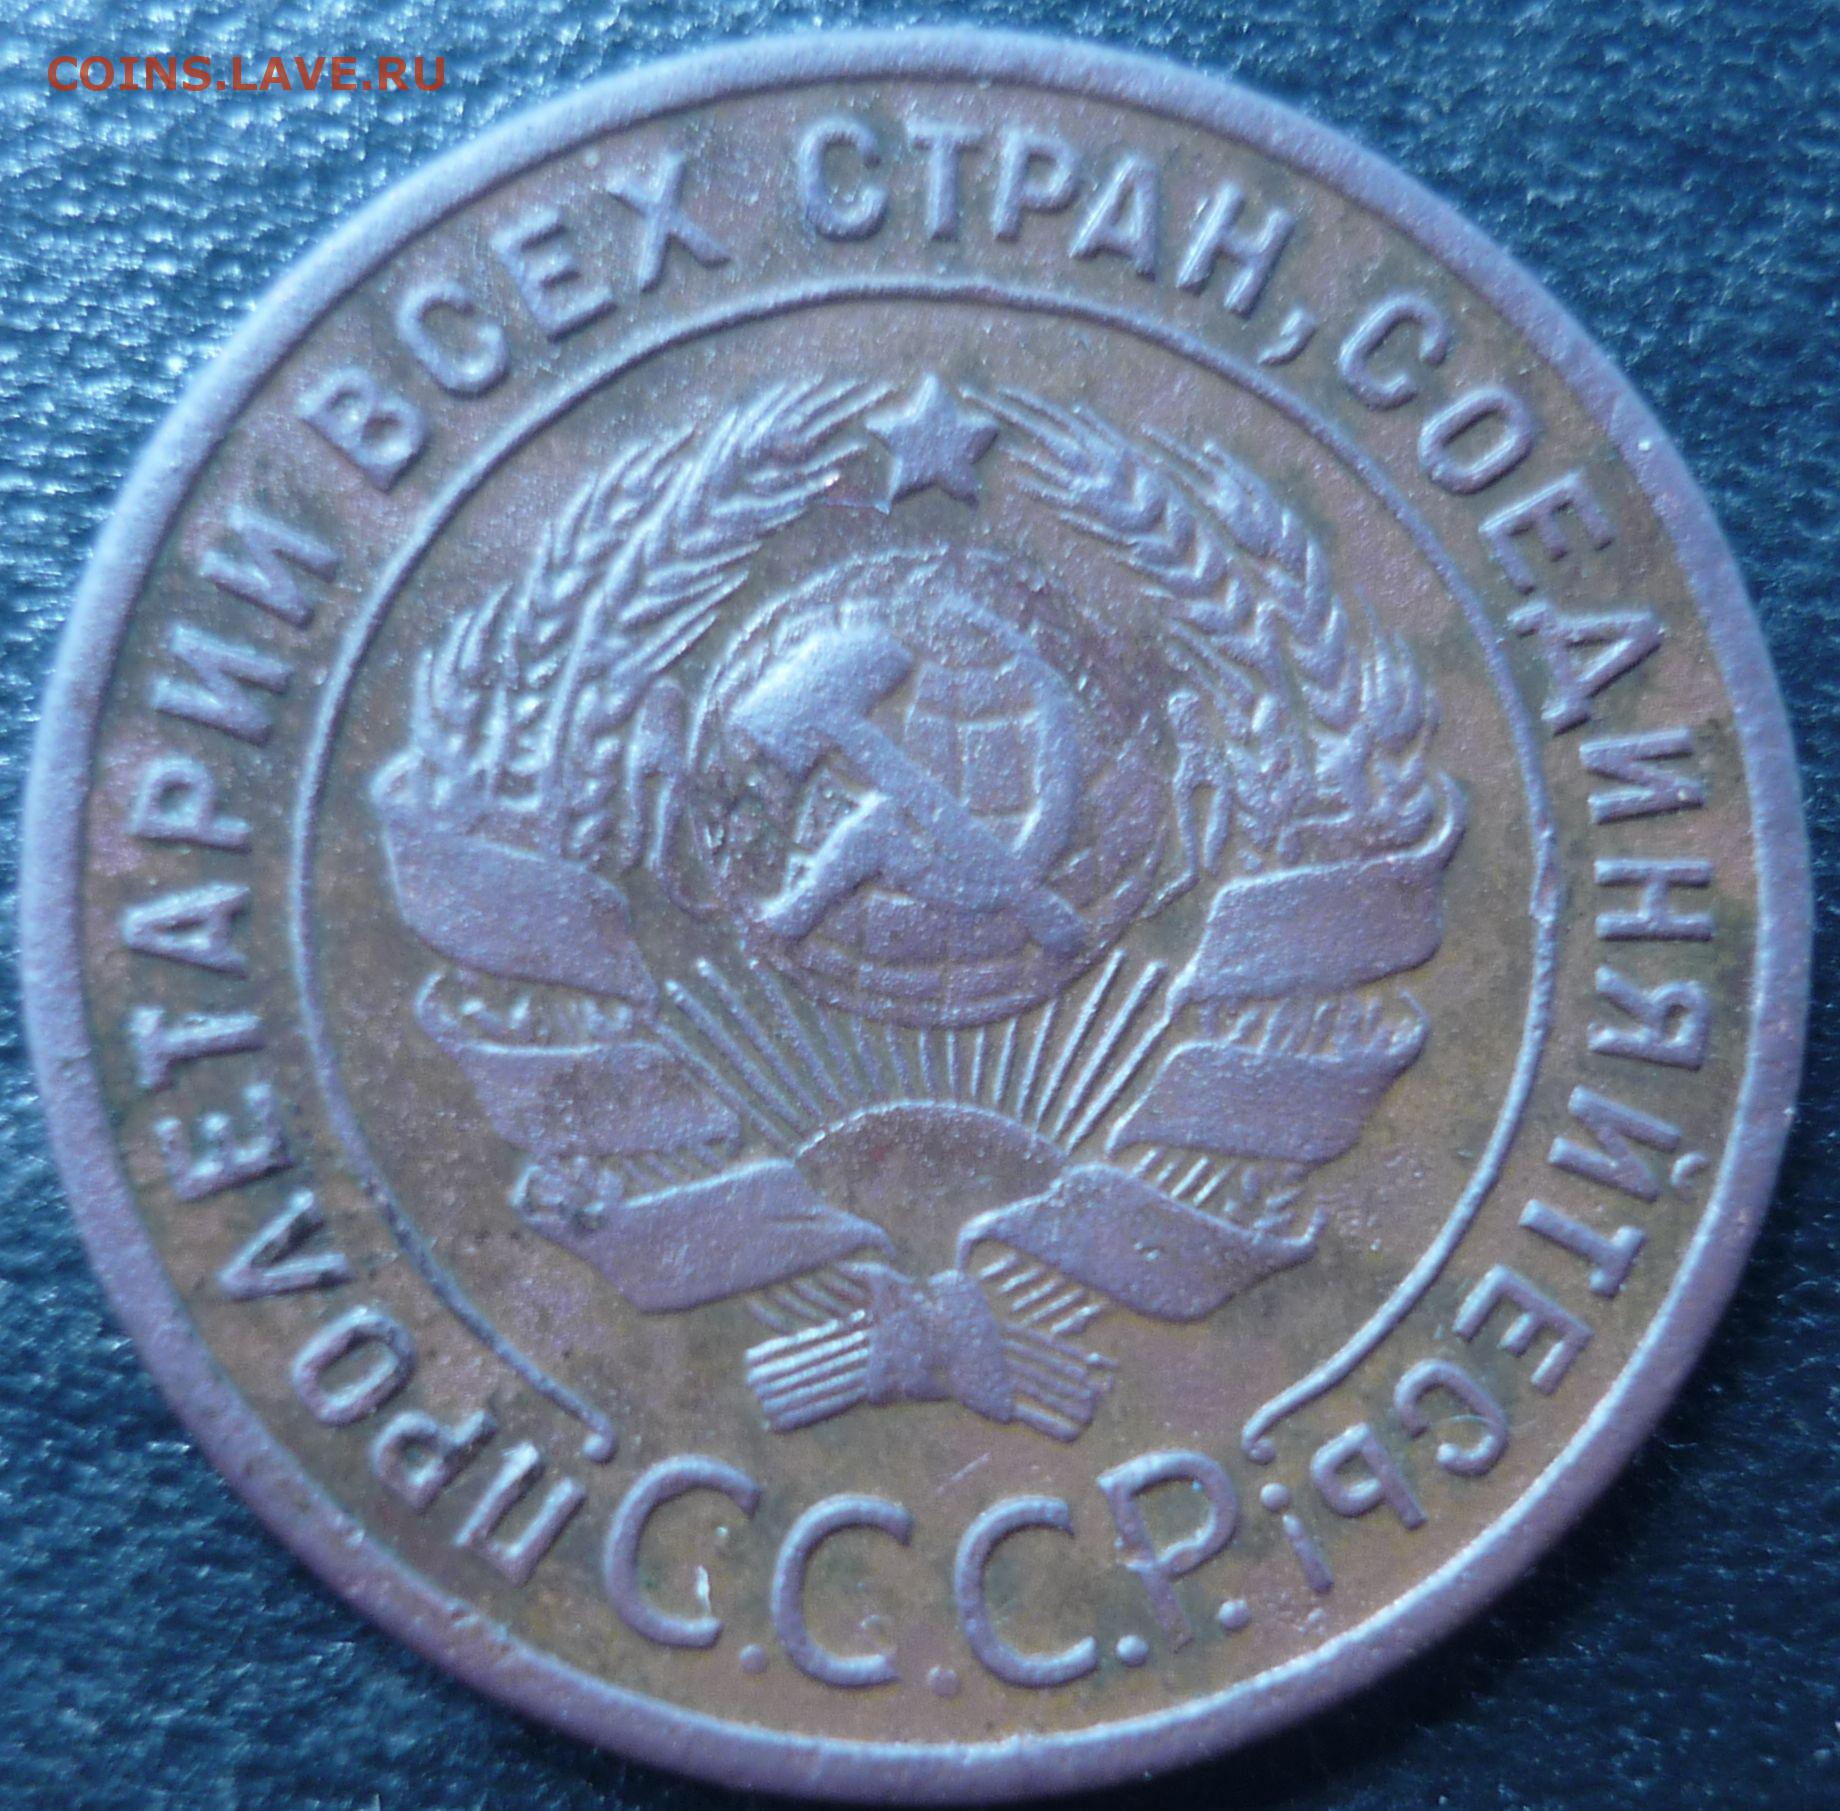 COINS.LAVE.RU
ПРОЛЕТАРИИ ВСЕХ СТРАН, СОЕДИНЯЙТЕСЬ!
С.С.С.Р.